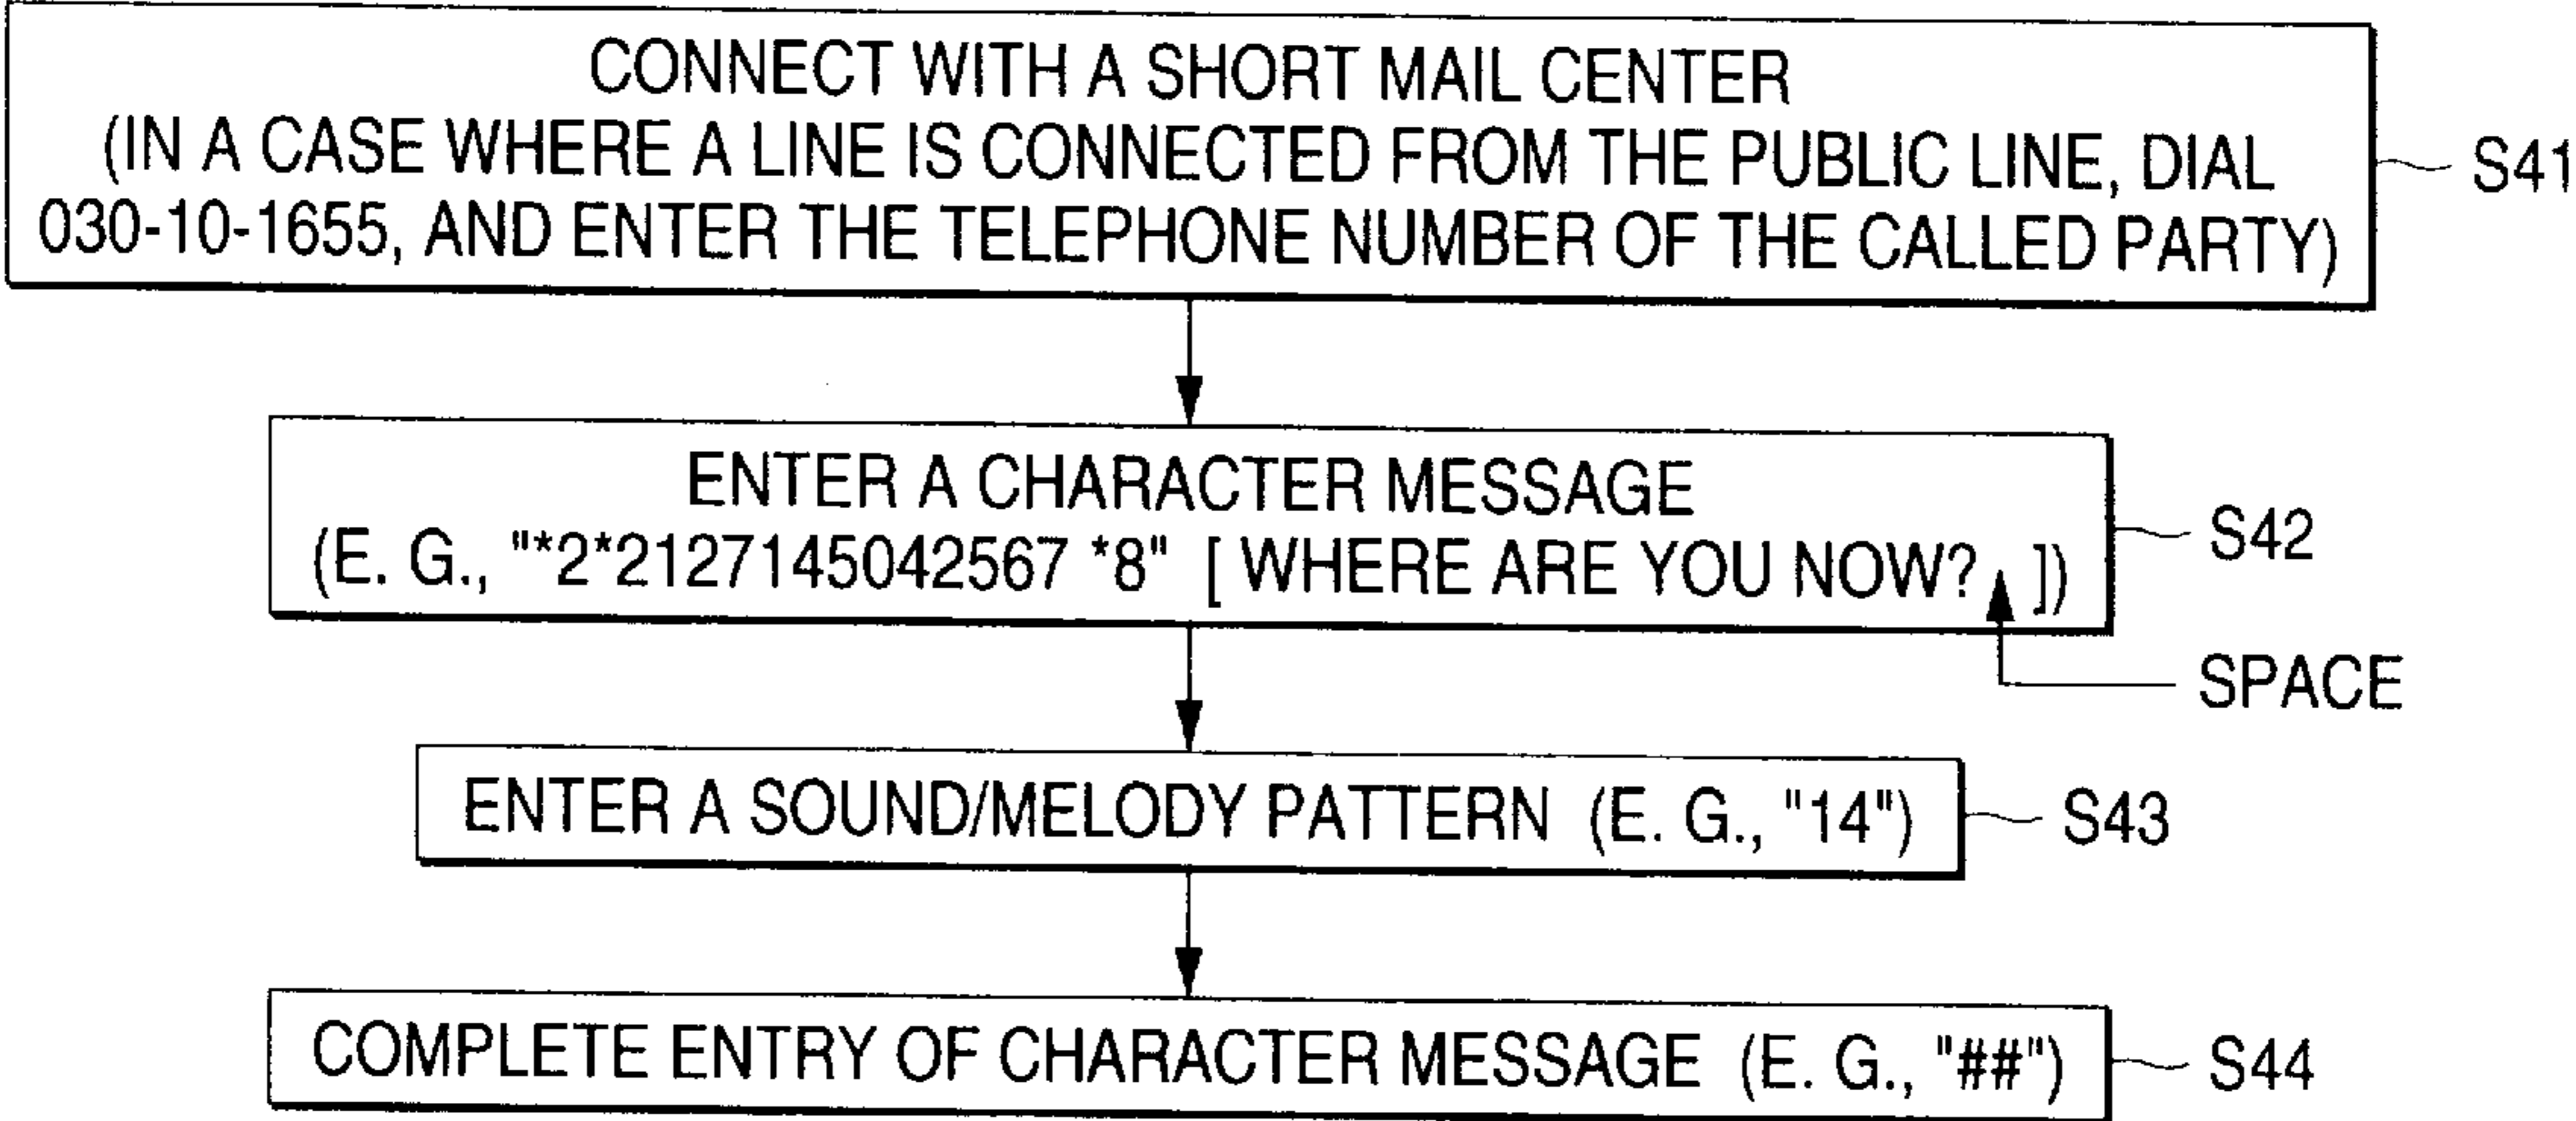 CONNECT WITH A SHORT MAIL CENTER
(IN A CASE WHERE A LINE IS CONNECTED FROM THE PUBLIC LINE, DIAL
030-10-1655, AND ENTER THE TELEPHONE NUMBER OF THE CALLED PARTY)
S41
ENTER A CHARACTER MESSAGE
(E. G., "*2*2127145042567 *8" [ WHERE ARE YOU NOW? ])
S42
SPACE
ENTER A SOUND/MELODY PATTERN (E. G., "14")
S43
COMPLETE ENTRY OF CHARACTER MESSAGE (E. G., "##")
S44